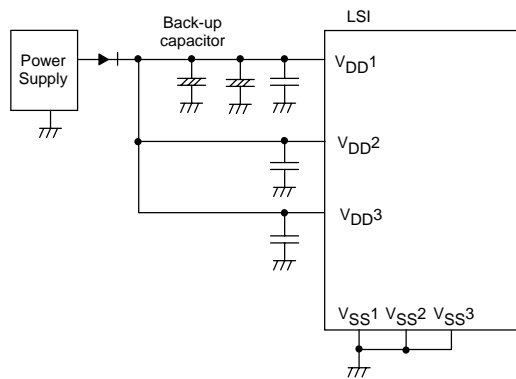 LSI
Back-up
capacitor
Power
Supply
VDD1
VDD2
VDD3
VSS1 VSS2 VSS3